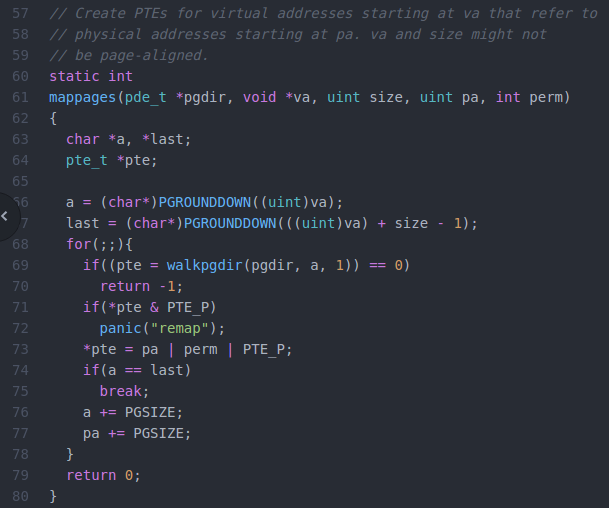 57 // Create PTEs for virtual addresses starting at va that refer to
58 // physical addresses starting at pa. va and size might not
59 // be page-aligned.
60 static int
61 mappages(pde_t *pgdir, void *va, uint size, uint pa, int perm)
62 {
63   char *a, *last;
64   pte_t *pte;
65
66   a = (char*)PGROUNDDOWN((uint)va);
7   last = (char*)PGROUNDDOWN(((uint)va) + size - 1);
68   for(;;){
69     if((pte = walkpgdir(pgdir, a, 1)) == 0)
70       return -1;
71     if(*pte & PTE_P)
72       panic("remap");
73     *pte = pa | perm | PTE_P;
74     if(a == last)
75       break;
76     a += PGSIZE;
77     pa += PGSIZE;
78   }
79   return 0;
80 }